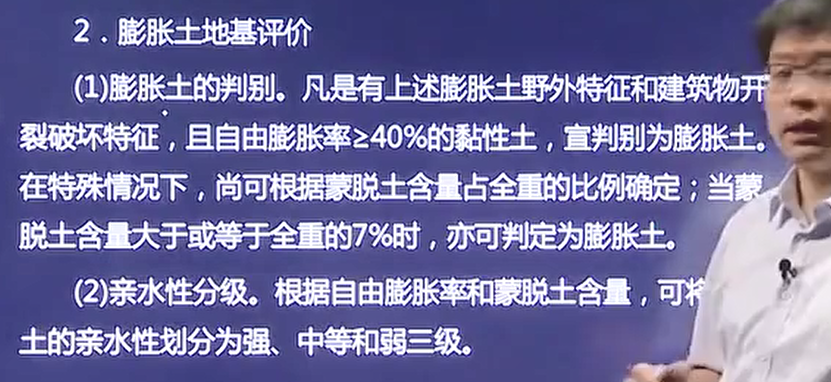 2．膨胀土地基评价
(1)膨胀土的判别。凡是有上述膨胀土野外特征和建筑物开
裂破坏特征，且自由膨胀率≥40%的黏性土，宣判别为膨胀土。
在特殊情况下，尚可根据蒙脱土含量占全重的比例确定；当蒙
脱土含量大于或等于全重的7%时，亦可判定为膨胀土。
(2)亲水性分级。根据自由膨胀率和蒙脱土含量，可将
土的亲水性划分为强、中等和弱三级。